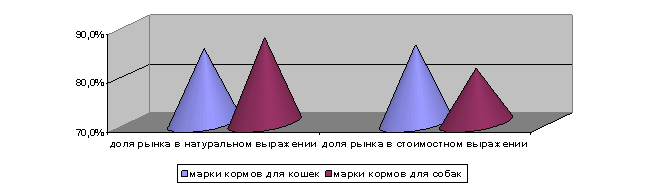 90,0%
80,0%
70,0%
доля рынка в натуральном выражении доля рынка в стоимостном выражении
марки кормов для кошек марки кормов для собак